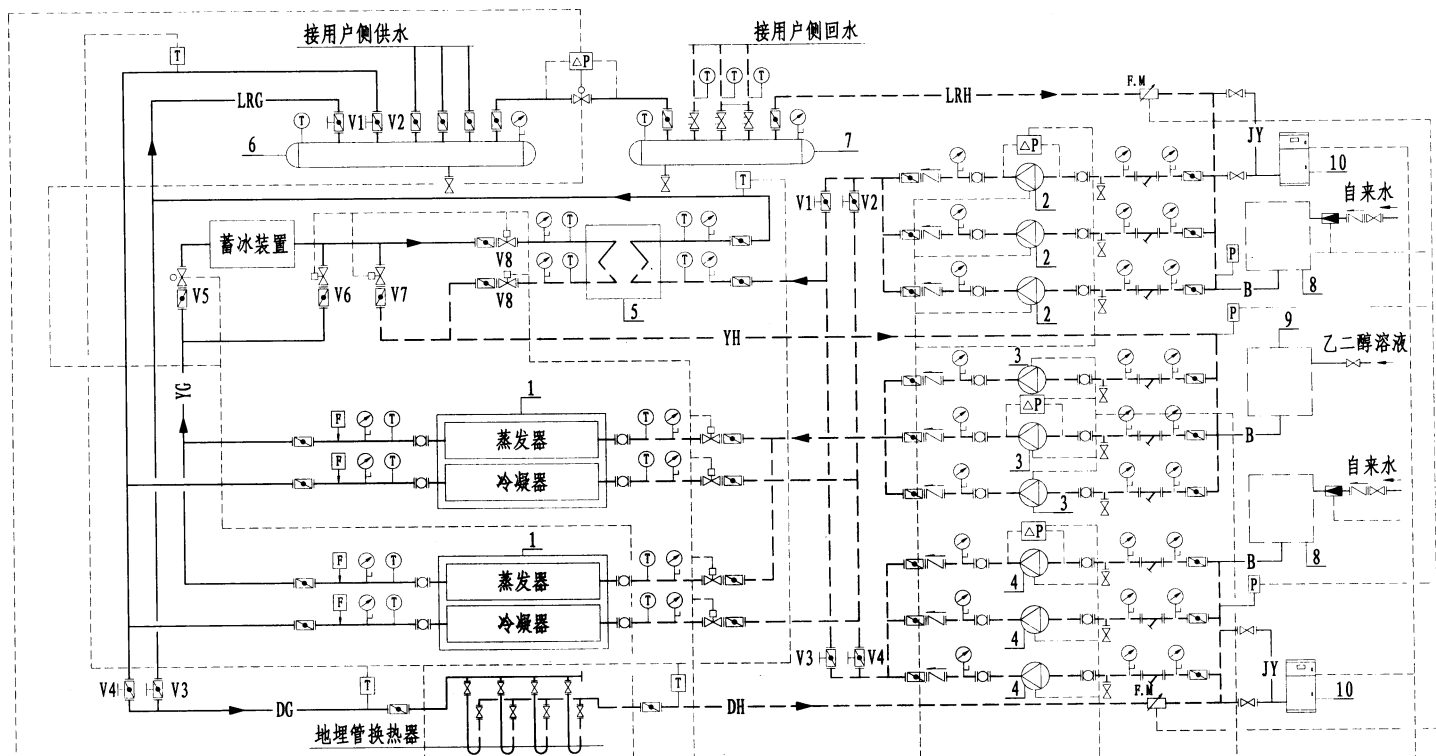 接用户侧供水
接用户侧回水
T
△P
F.M
LRG
LRH
T
T
T
T
V1
V2
T
JY
6
7
△P
10
自来水
T
V1
V2
2
蓄冰装置
T
T
V8
2
P
V5
V6
V7
T
T
V8
B
8
5
2
P
9
YH
乙二醇溶液
3
YG
1
△P
F
T
蒸发器
T
3
B
F
T
冷凝器
T
自来水
3
1
△P
F
T
蒸发器
T
4
B
8
P
F
T
冷凝器
T
4
V3
V4
JY
V4
V3
T
T
4
F.M
10
DG
DH
地埋管换热器